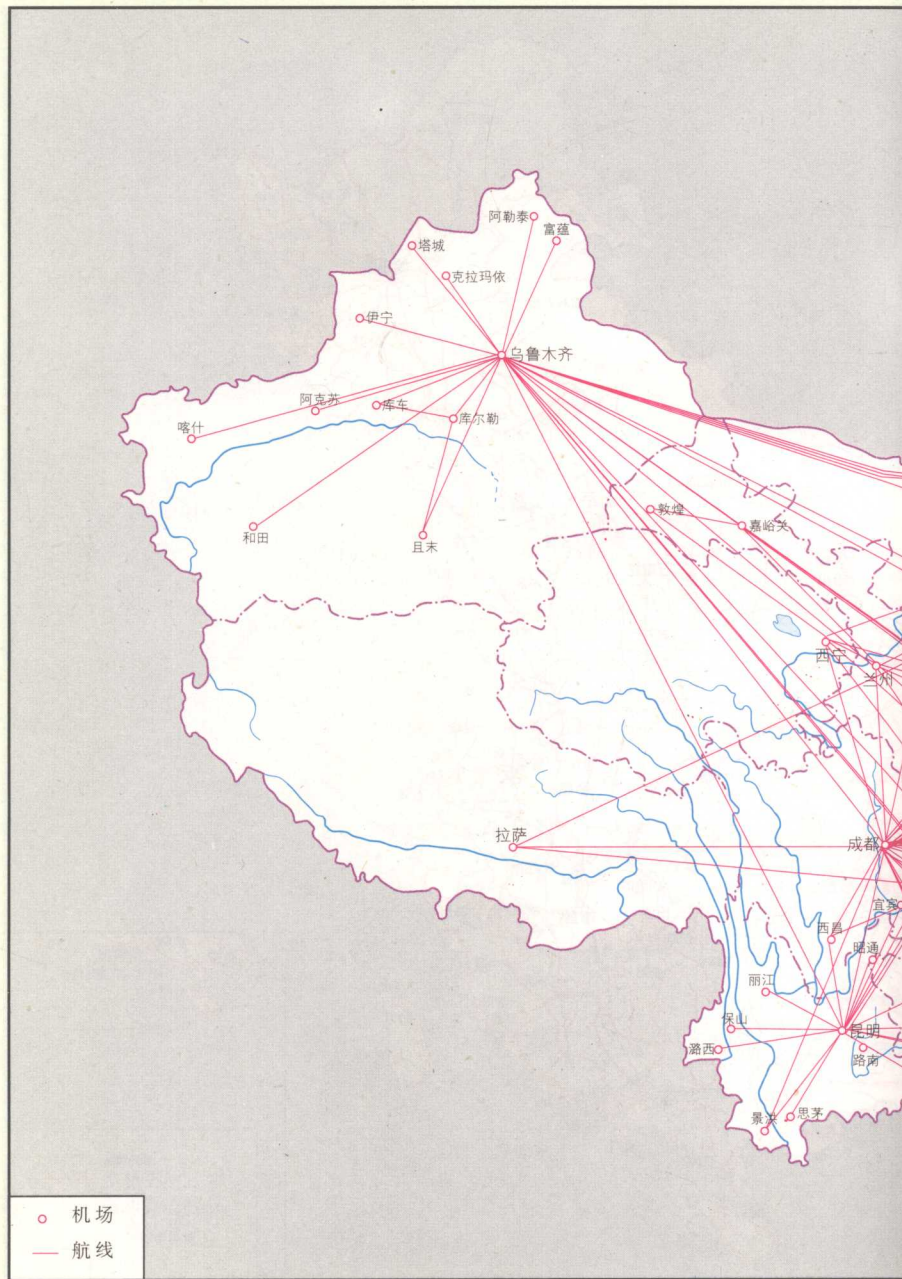 阿勒泰
富蕴
塔城
克拉玛依
伊宁
乌鲁木齐
阿克苏
库车
库尔勒
喀什
敦煌
嘉峪关
和田
且末
西宁
兰州
拉萨
成都
宜宾
西昌
昭通
丽江
保山
昆明
潞西
路南
景洪
思茅
机场
航线